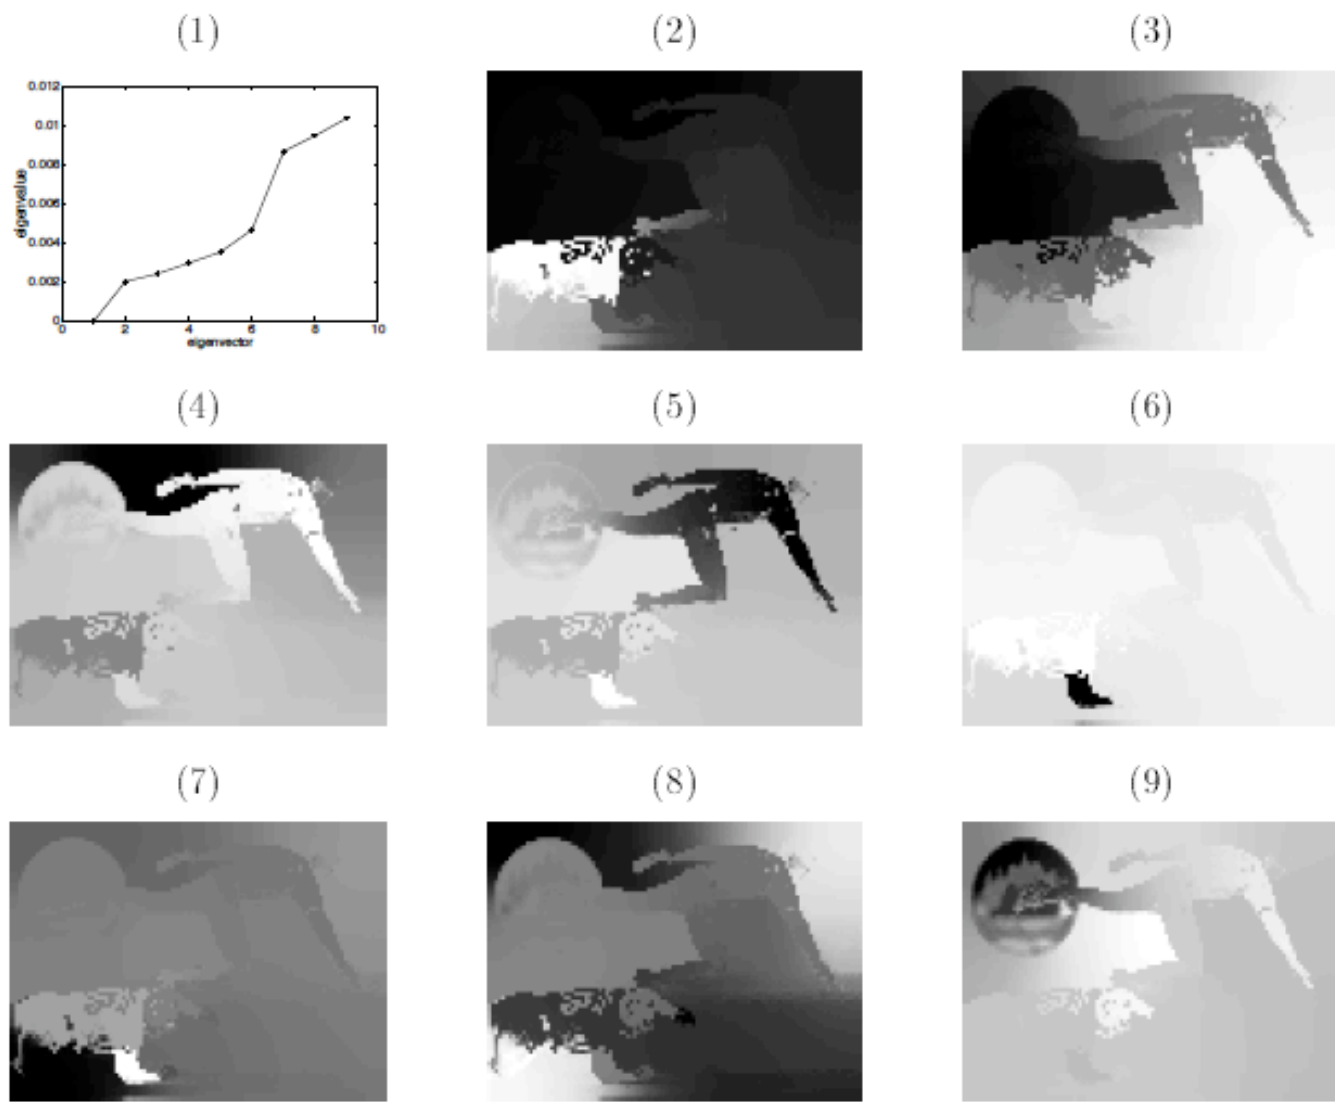 (1) (2) (3)
0.012
0.01
0.008
0.006
0.004
0.002
0
eigenvalue
0 2 4 6 8 10
eigenvector
(4) (5) (6)
(7) (8) (9)